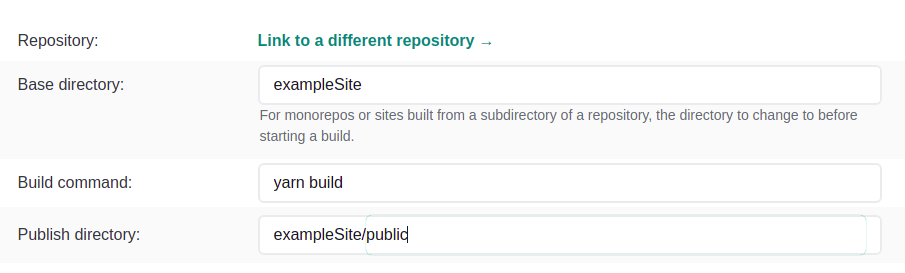 Repository: Link to a different repository →
Base directory: exampleSite
For monorepos or sites built from a subdirectory of a repository, the directory to change to before
starting a build.
Build command: yarn build
Publish directory: exampleSite/public